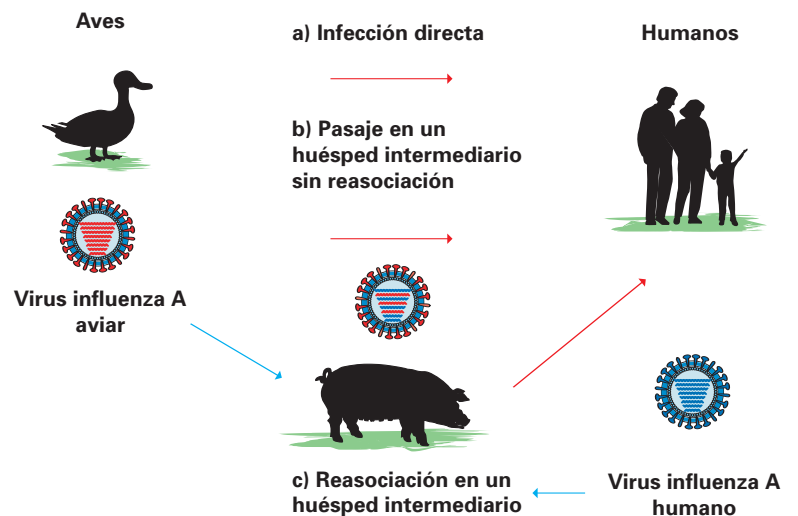 Aves
a) Infección directa
Humanos
b) Pasaje en un
huésped intermediario
sin reasociación
Virus influenza A
aviar
c) Reasociación en un
huésped intermediario
Virus influenza A
humano